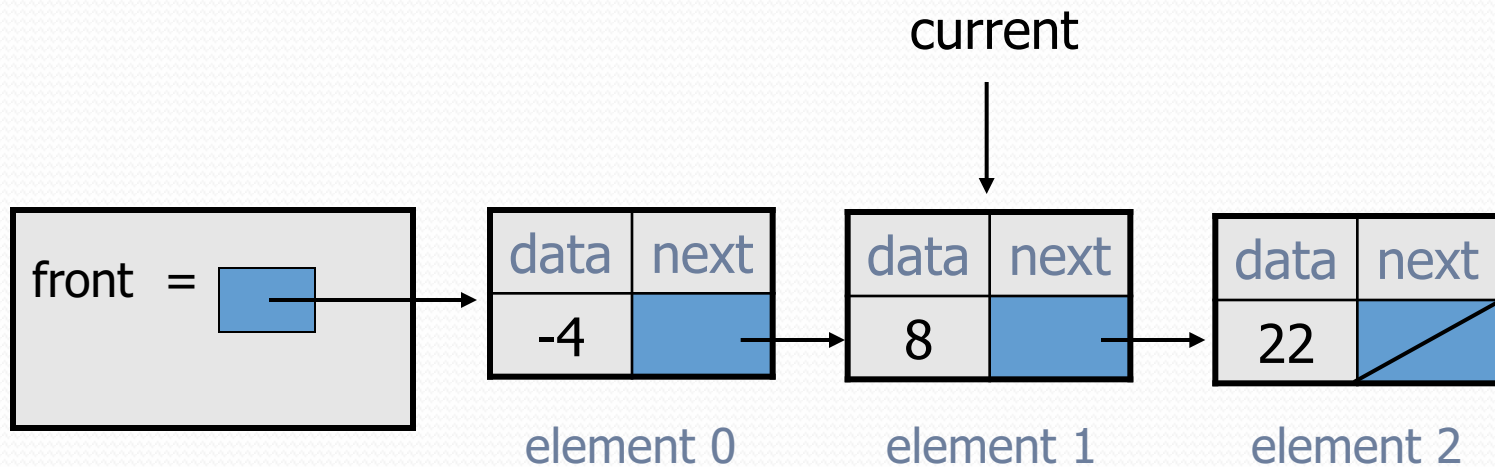 current
front =
data next
-4
element 0
data next
8
element 1
data next
22
element 2